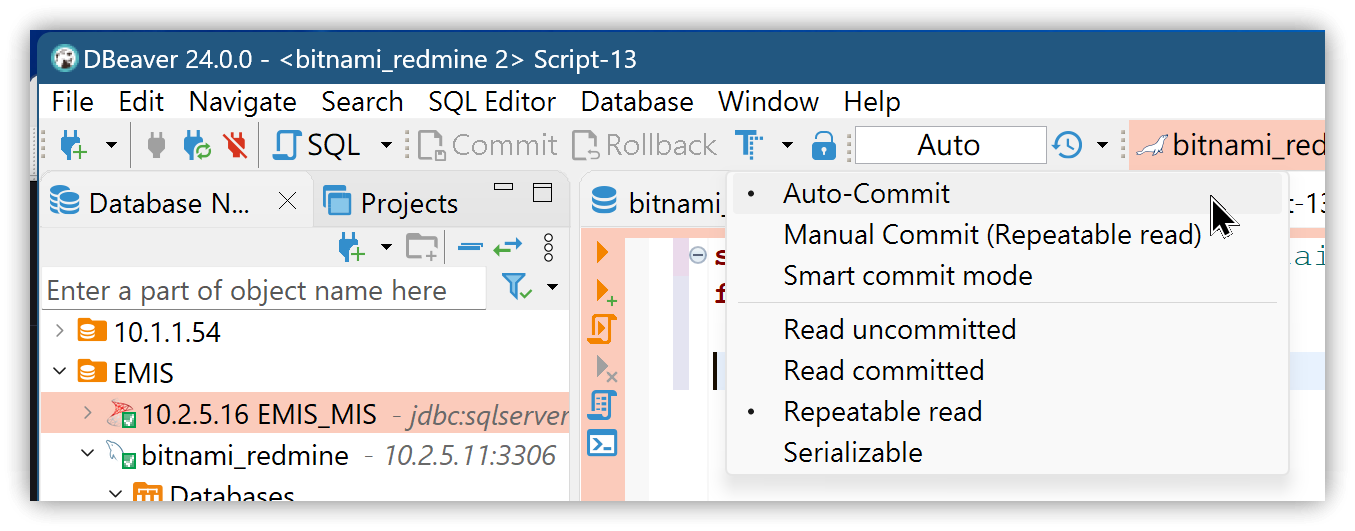 DBeaver 24.0.0 - <bitnami_redmine 2> Script-13
File Edit Navigate Search SQL Editor Database Window Help
SQL Commit Rollback Auto bitnami_red
Database N... Projects bitnami_ t-13
Enter a part of object name here
10.1.1.54
EMIS
10.2.5.16 EMIS_MIS - jdbc:sqlserver
bitnami_redmine - 10.2.5.11:3306
Databases
Auto-Commit
Manual Commit (Repeatable read)
Smart commit mode
Read uncommitted
Read committed
Repeatable read
Serializable